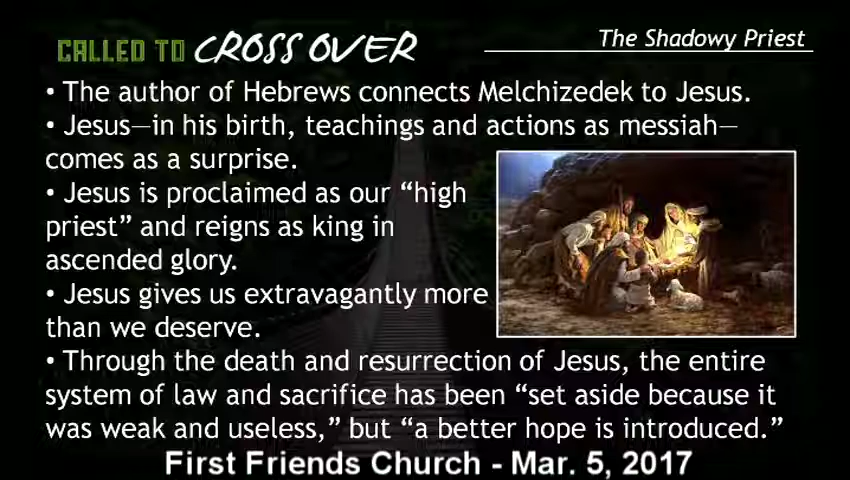 CALLED TO CROSS OVER
The Shadowy Priest
• The author of Hebrews connects Melchizedek to Jesus.
• Jesus—in his birth, teachings and actions as messiah—
comes as a surprise.
• Jesus is proclaimed as our “high
priest” and reigns as king in
ascended glory.
• Jesus gives us extravagantly more
than we deserve.
• Through the death and resurrection of Jesus, the entire
system of law and sacrifice has been “set aside because it
was weak and useless,” but “a better hope is introduced.”
First Friends Church - Mar. 5, 2017